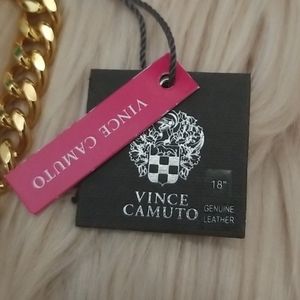 VINCE CAMUTO
VINCE
CAMUTO
18"
GENUINE
LEATHER